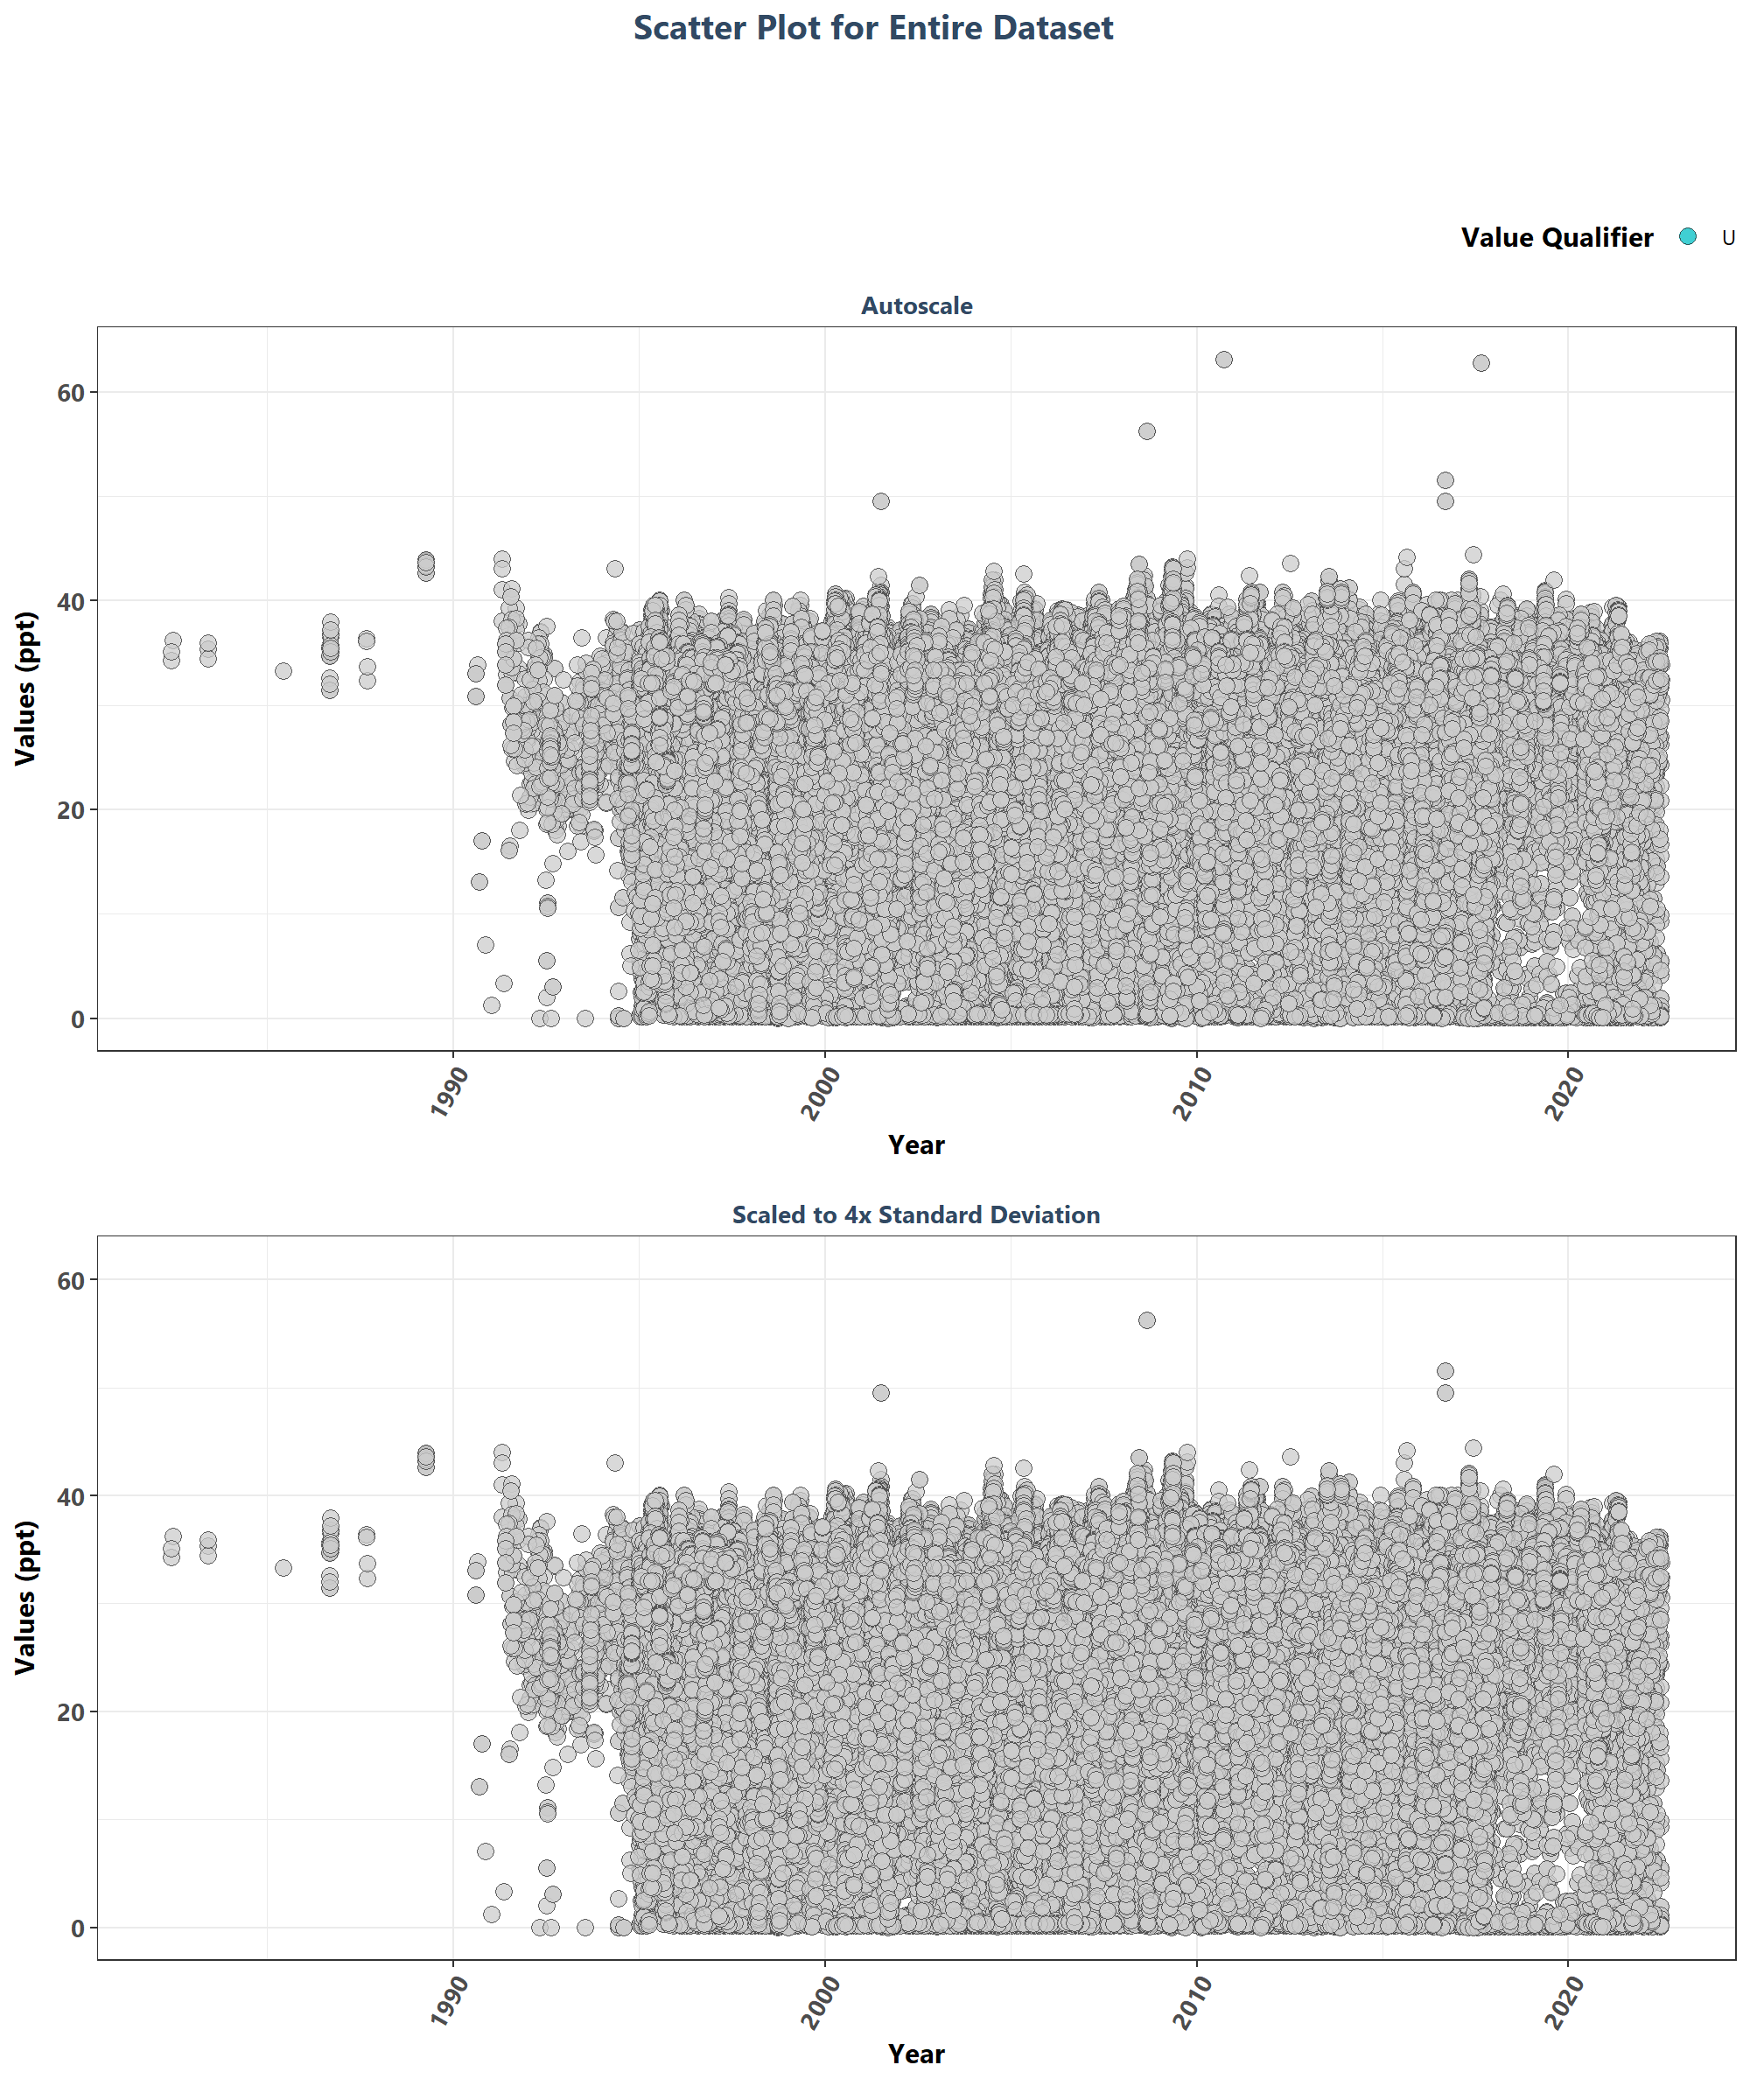 Scatter Plot for Entire Dataset
Value Qualifier U
Autoscale
60
40
20
0
Values (ppt)
1990 2000 2010 2020
Year
Scaled to 4x Standard Deviation
60
40
20
0
Values (ppt)
1990 2000 2010 2020
Year